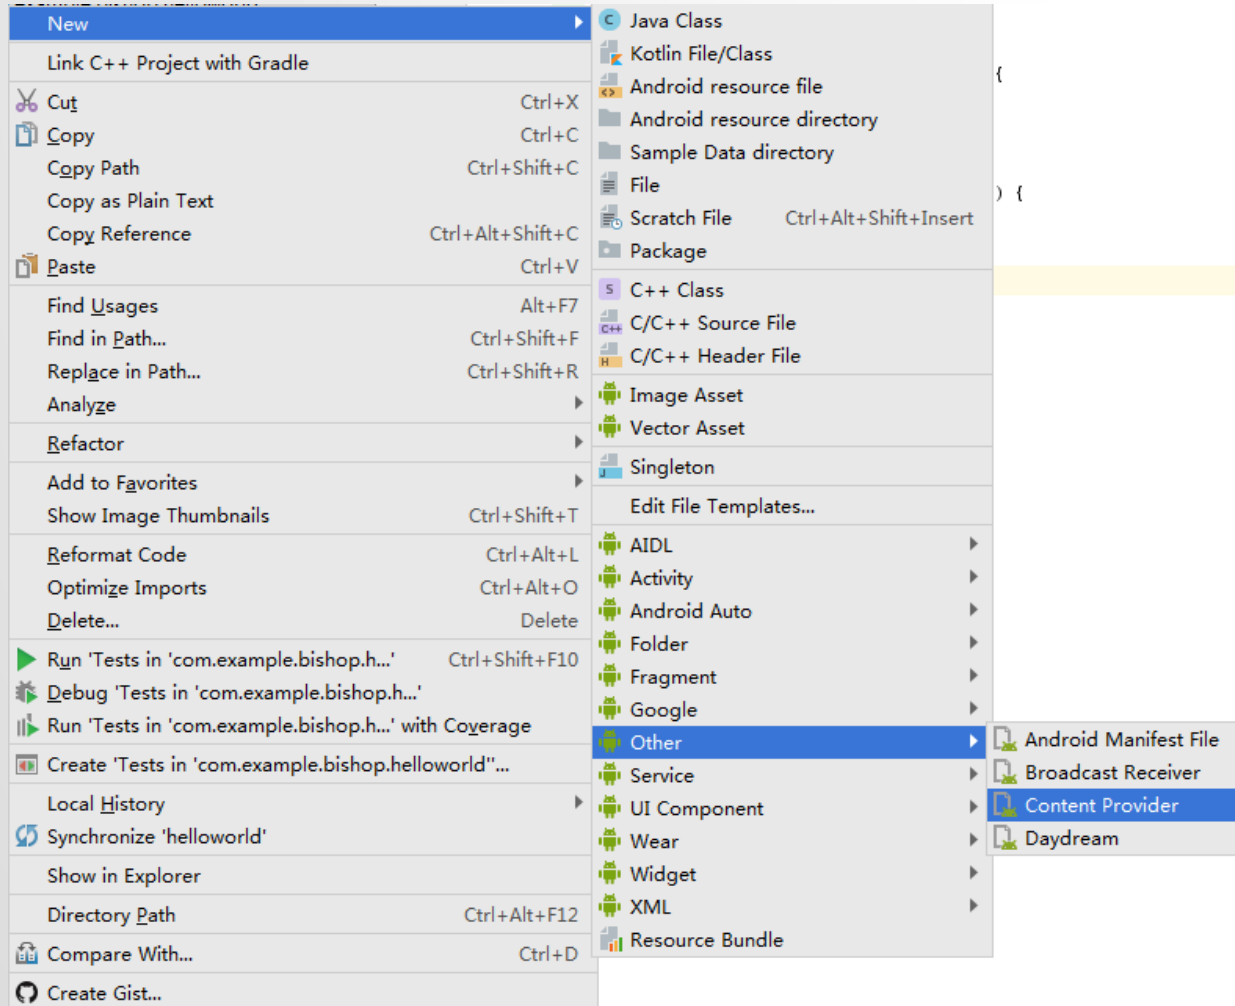 New
Link C++ Project with Gradle
Cut Ctrl+X
Copy Ctrl+C
Copy Path Ctrl+Shift+C
Copy as Plain Text
Copy Reference Ctrl+Alt+Shift+C
Paste Ctrl+V
Find Usages Alt+F7
Find in Path... Ctrl+Shift+F
Replace in Path... Ctrl+Shift+R
Analyze
Refactor
Add to Favorites
Show Image Thumbnails Ctrl+Shift+T
Reformat Code Ctrl+Alt+L
Optimize Imports Ctrl+Alt+O
Delete... Delete
Run 'Tests in 'com.example.bishop.h...' Ctrl+Shift+F10
Debug 'Tests in 'com.example.bishop.h...'
Run 'Tests in 'com.example.bishop.h...' with Coverage
Create 'Tests in 'com.example.bishop.helloworld''...
Local History
Synchronize 'helloworld'
Show in Explorer
Directory Path Ctrl+Alt+F12
Compare With... Ctrl+D
Create Gist...
Java Class
Kotlin File/Class
Android resource file
Android resource directory
Sample Data directory
File
Scratch File Ctrl+Alt+Shift+Insert
Package
C++ Class
C/C++ Source File
C/C++ Header File
Image Asset
Vector Asset
Singleton
Edit File Templates...
AIDL
Activity
Android Auto
Folder
Fragment
Google
Other
Service
UI Component
Wear
Widget
XML
Resource Bundle
Android Manifest File
Broadcast Receiver
Content Provider
Daydream
{
) {